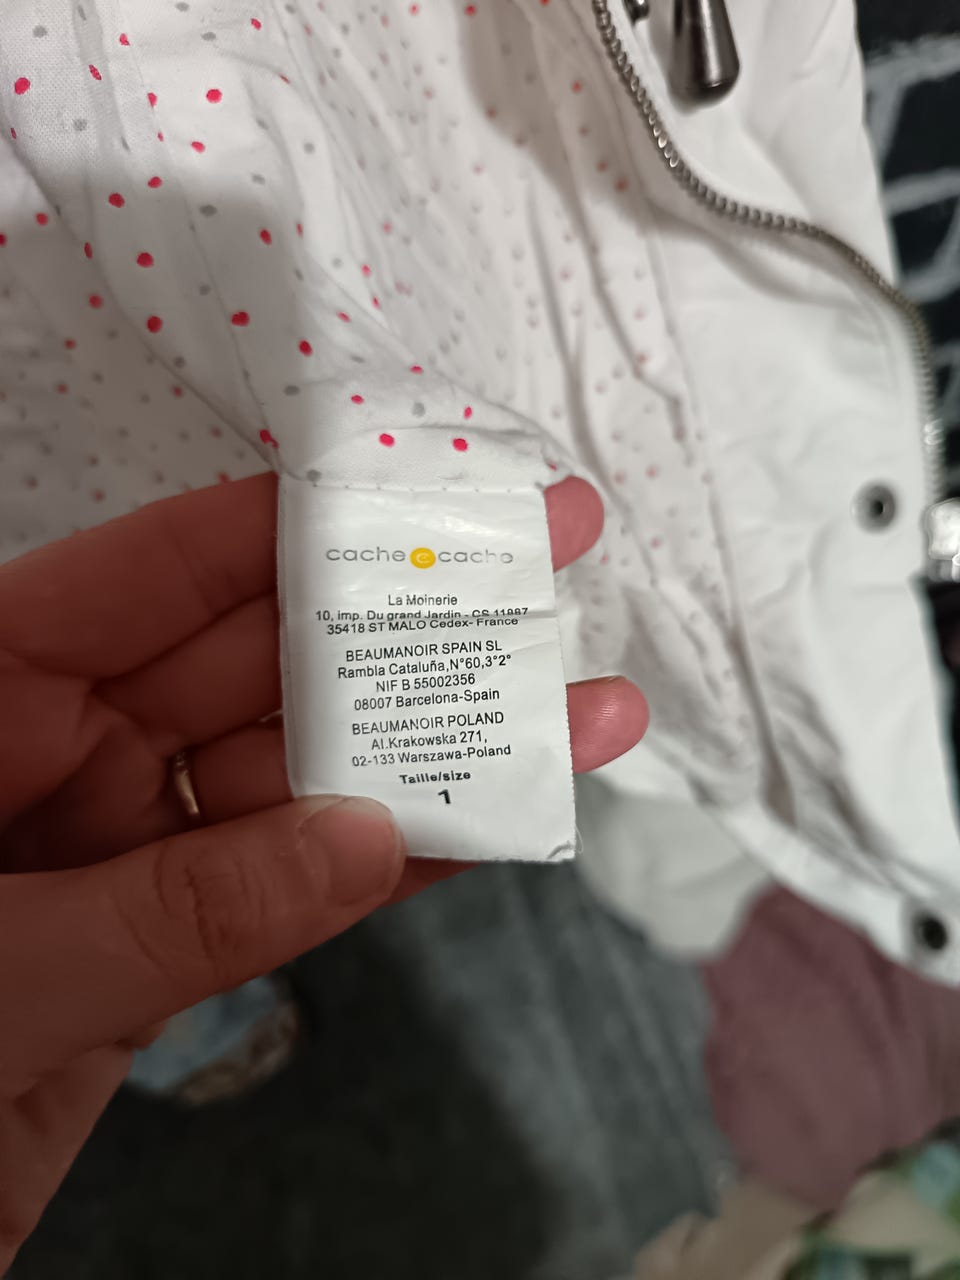 cache e cache
La Moinerie
10, imp. Du grand Jardin - CS 11887
35418 ST MALO Cedex- France
BEAUMANOIR SPAIN SL
Rambla Cataluña,N°60,3°2°
NIF B 55002356
08007 Barcelona-Spain
BEAUMANOIR POLAND
Al.Krakowska 271,
02-133 Warszawa-Poland
Taille/size
1